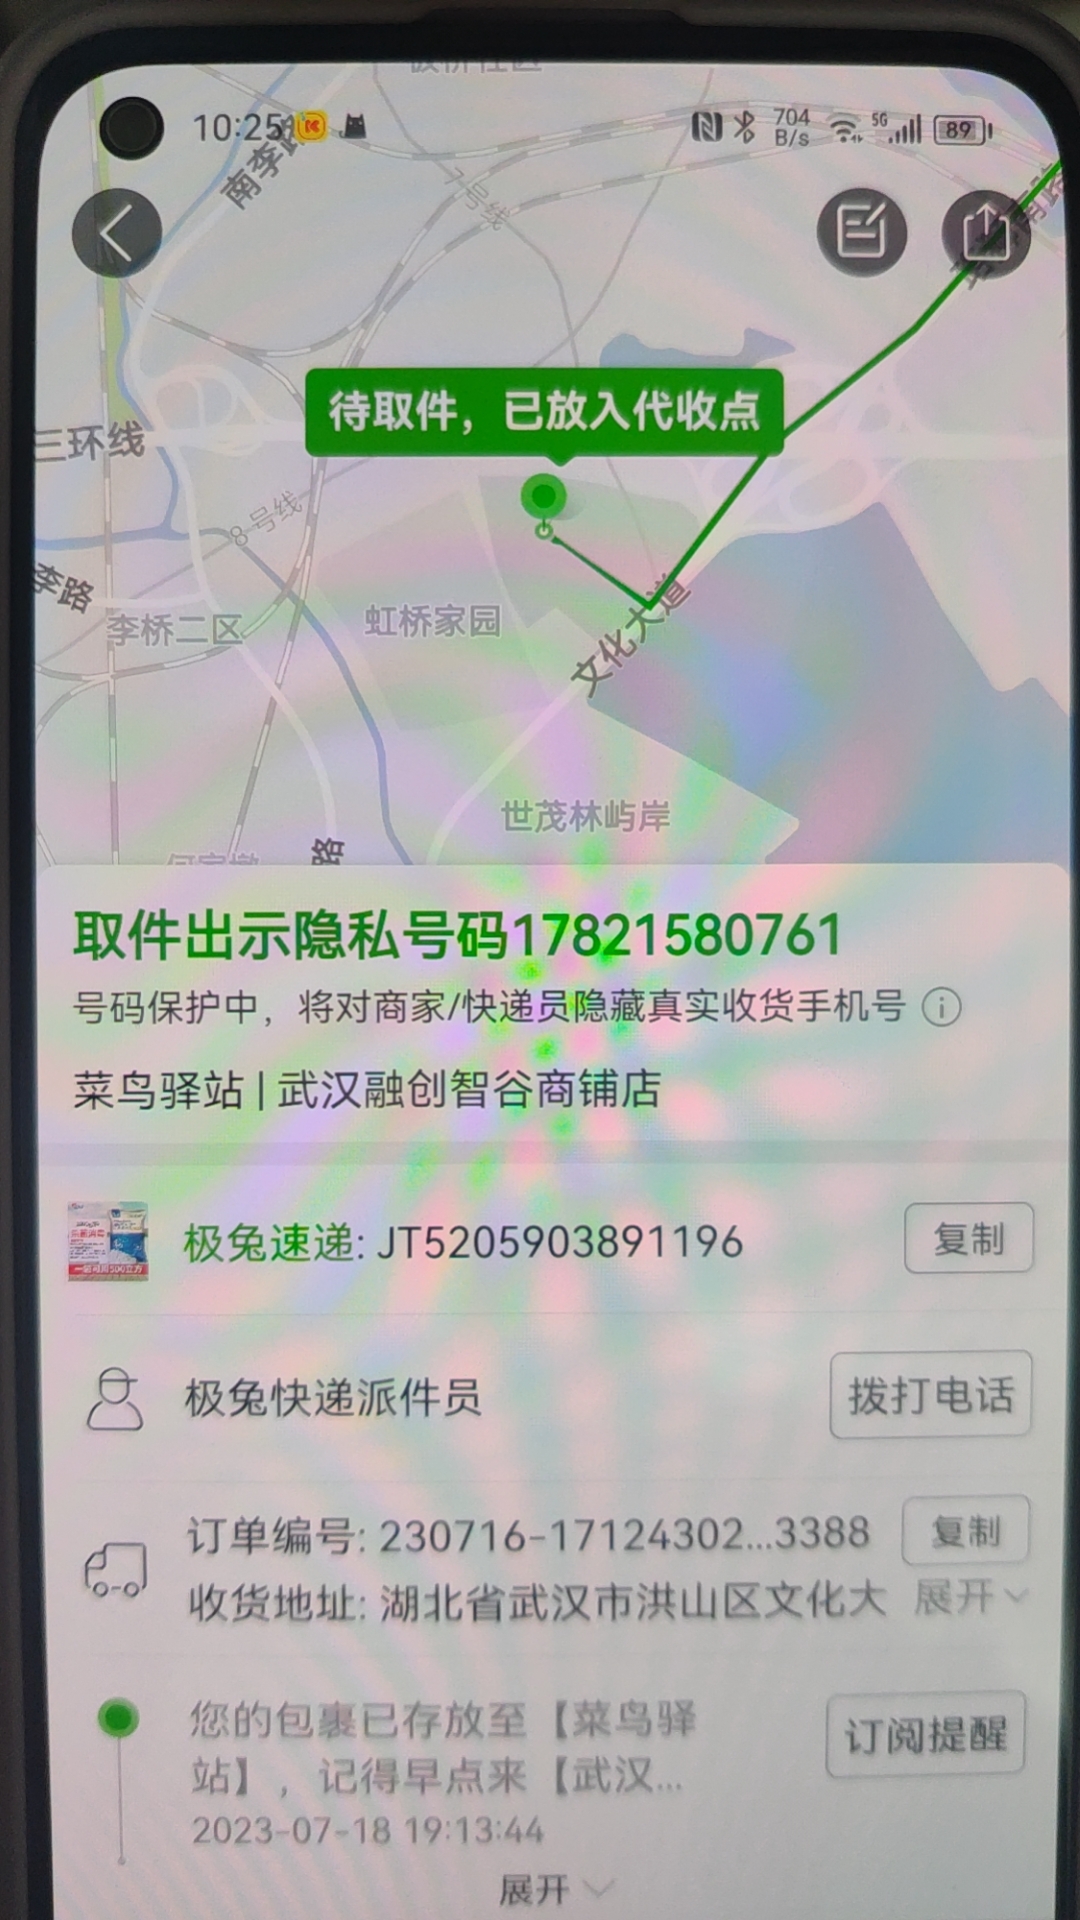 10:25
704
B/s
5G
89
南李路
7号线
待取件，已放入代收点
三环线
8号线
李路
李桥二区
虹桥家园
文化大道
世茂林屿岸
路
取件出示隐私号码17821580761
号码保护中，将对商家/快递员隐藏真实收货手机号
菜鸟驿站 | 武汉融创智谷商铺店
极兔速递: JT5205903891196
复制
极兔快递派件员
拨打电话
订单编号: 230716-17124302...3388
复制
收货地址: 湖北省武汉市洪山区文化大
展开
您的包裹已存放至【菜鸟驿
站】，记得早点来【武汉...
订阅提醒
2023-07-18 19:13:44
展开